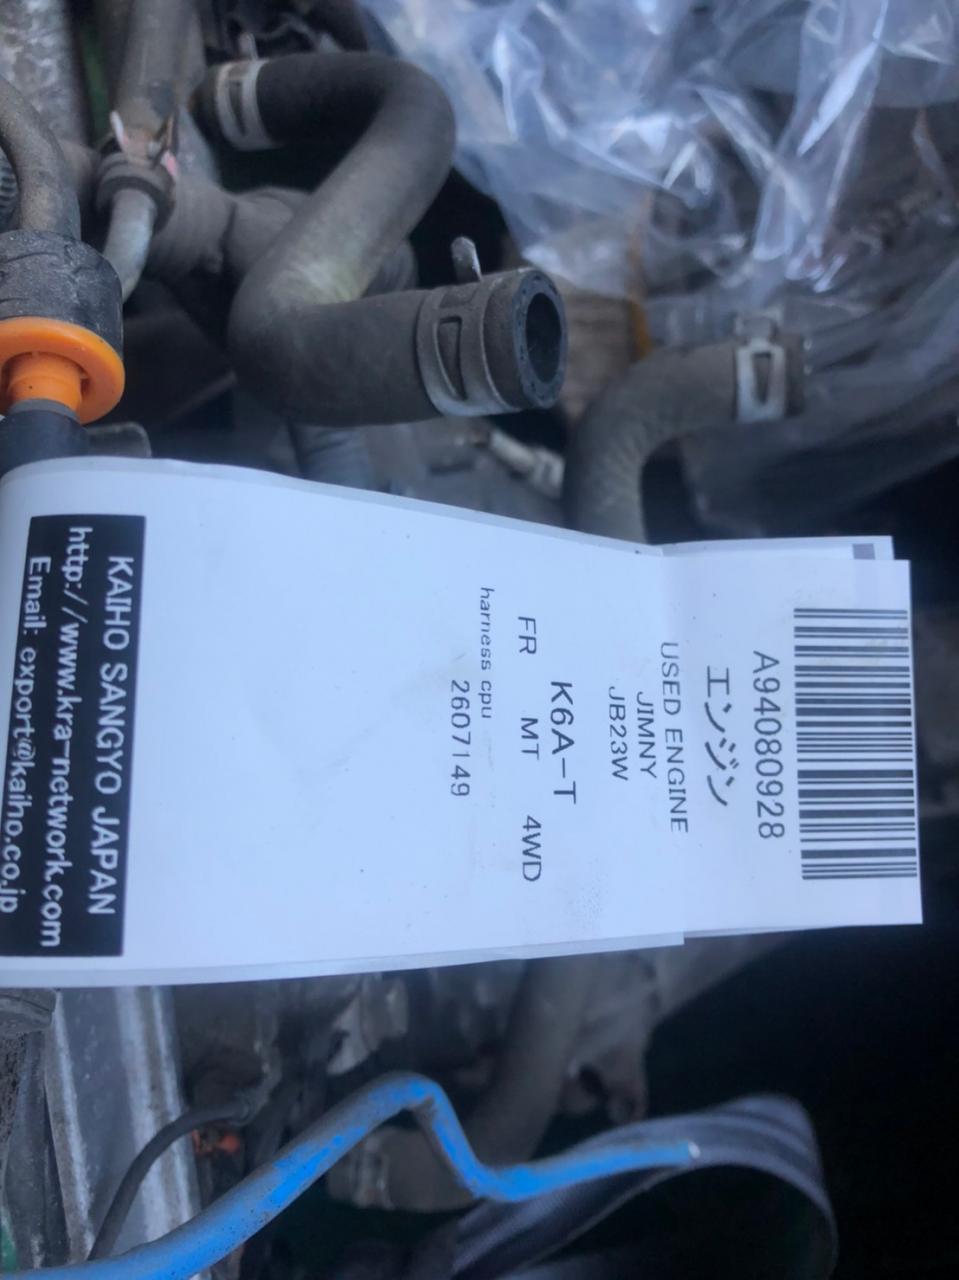 A94080928
エンジン
USED ENGINE
JIMNY
JB23W
K6A-T
FR MT 4WD
harness cpu
2607149
KAIHO SANGYO JAPAN
http://www.kra-network.com
Email: export@kaiho.co.jp